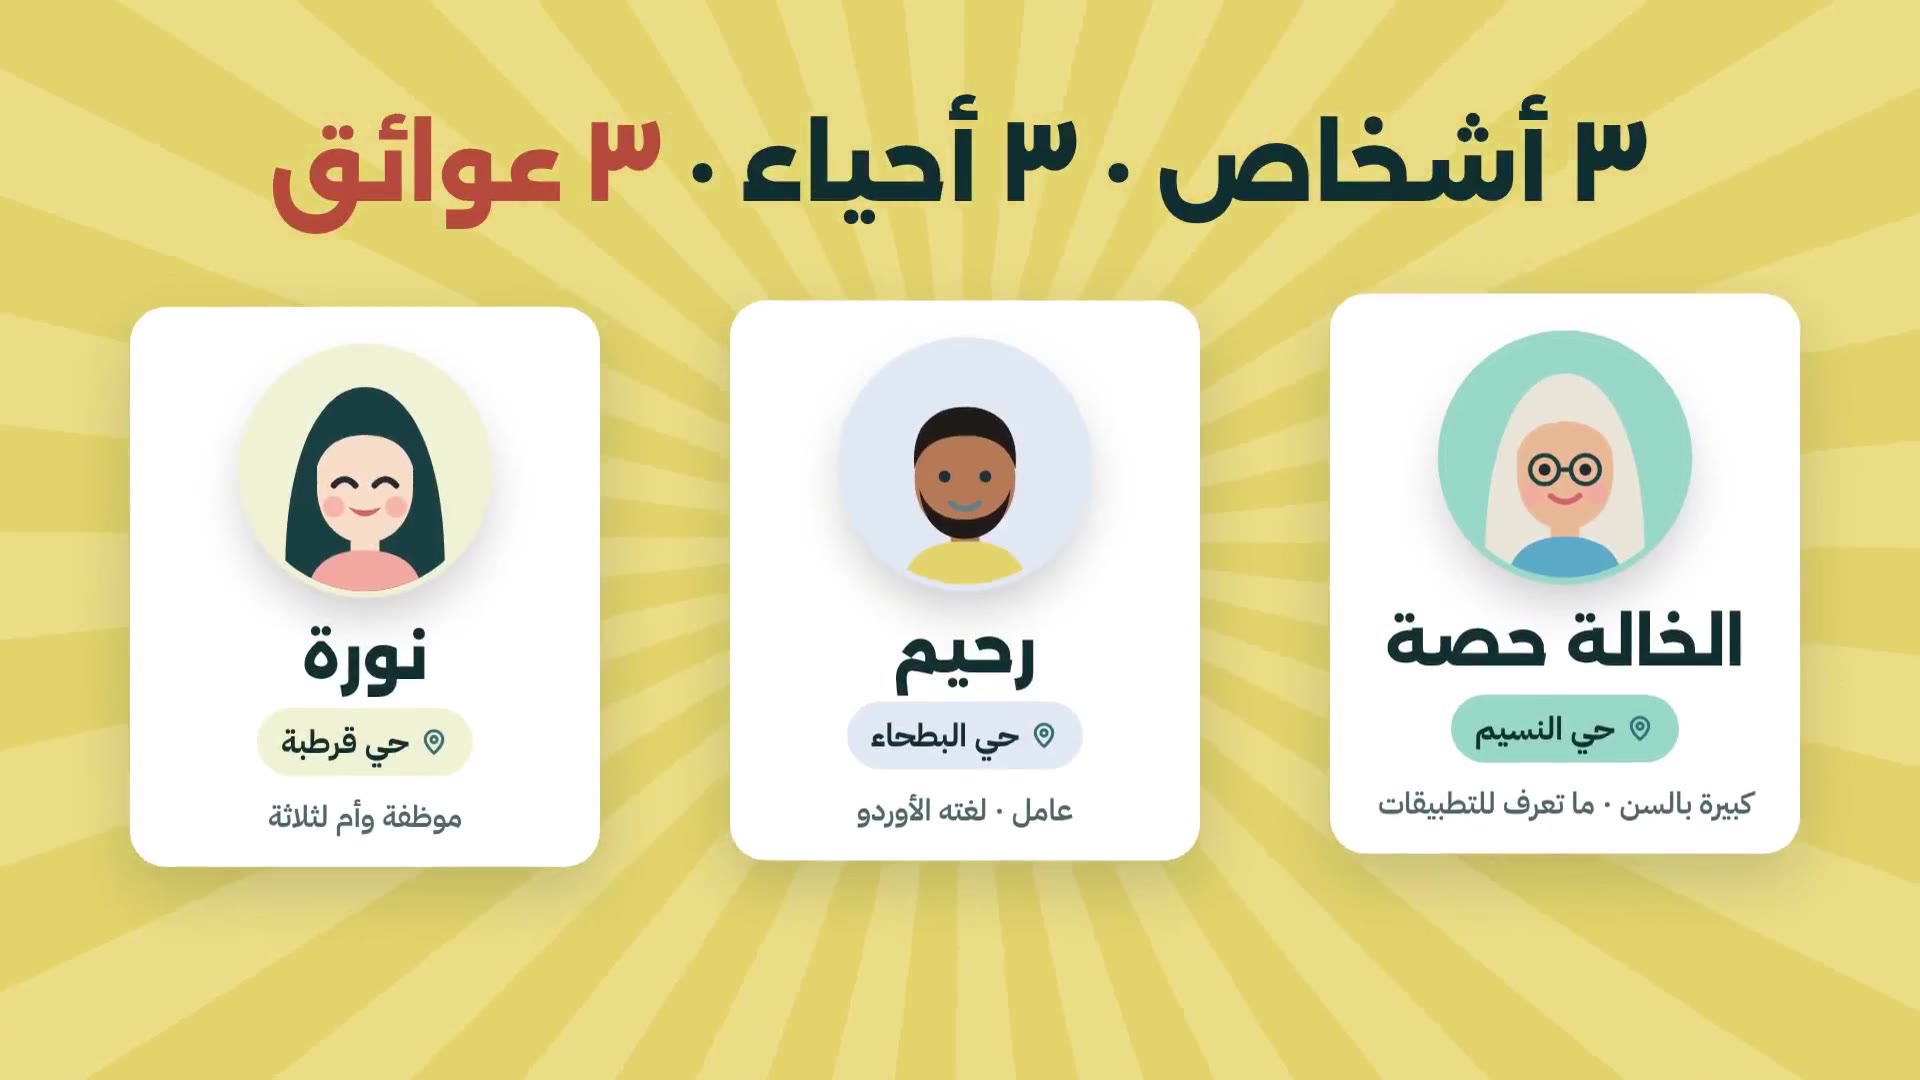 ٣ أشخاص · ٣ أحياء · ٣ عوائق
الخالة حصة
حي النسيم
كبيرة بالسن · ما تعرف للتطبيقات
رحيم
حي البطحاء
عامل · لغته الأوردو
نورة
حي قرطبة
موظفة وأم لثلاثة